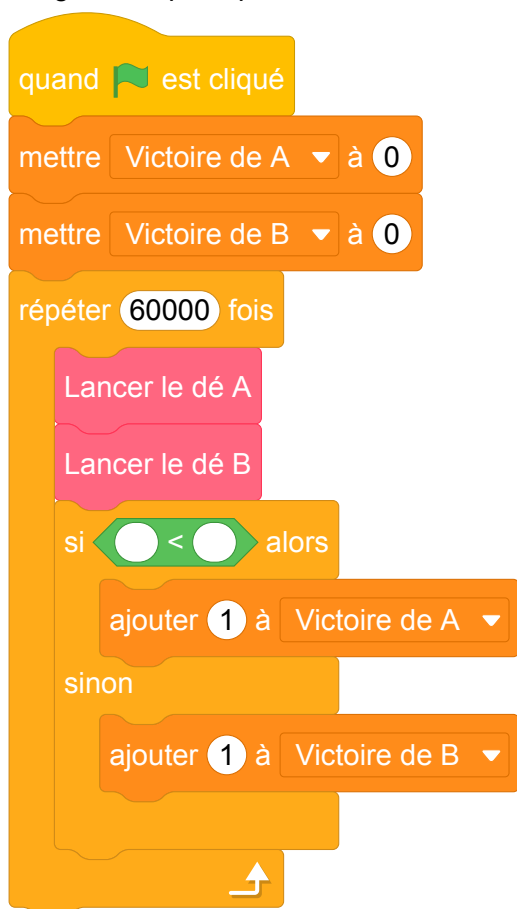 quand est cliqué
mettre Victoire de A à 0
mettre Victoire de B à 0
répéter 60000 fois
Lancer le dé A
Lancer le dé B
si < alors
ajouter 1 à Victoire de A
sinon
ajouter 1 à Victoire de B